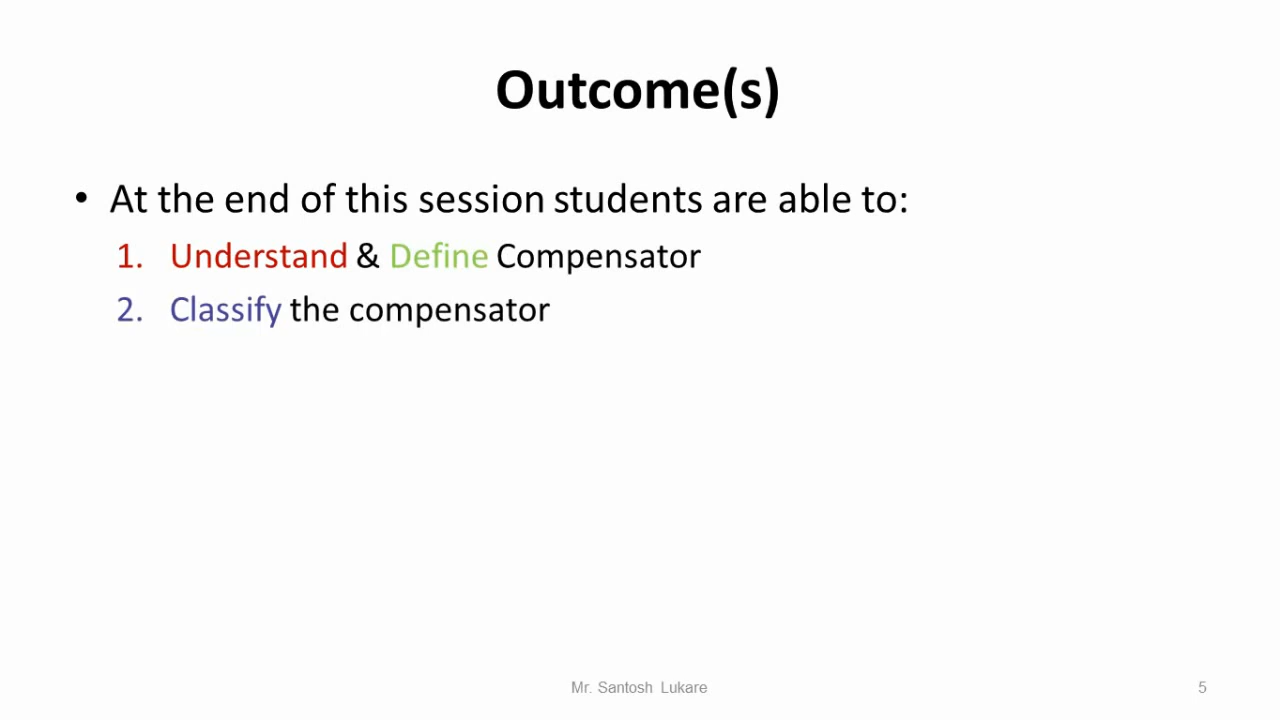 Outcome(s)
• At the end of this session students are able to:
1. Understand & Define Compensator
2. Classify the compensator
Mr. Santosh Lukare
5